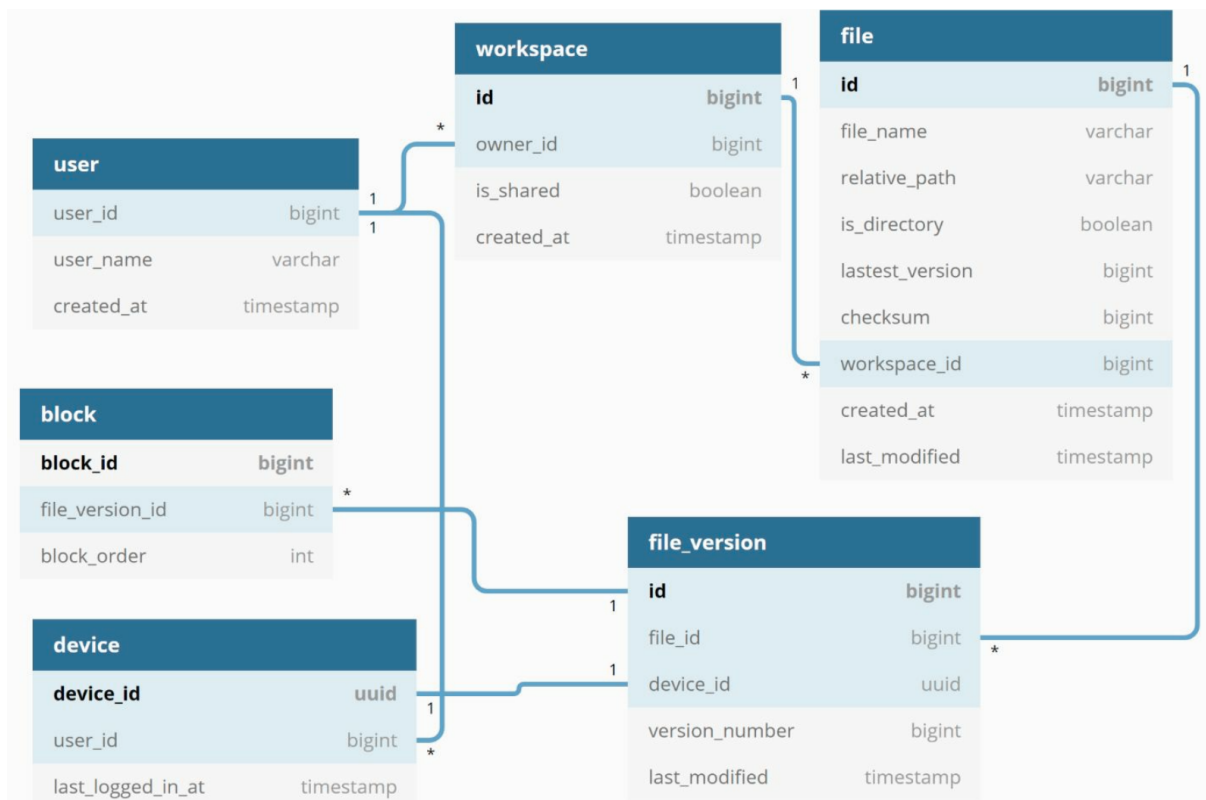 workspace
id bigint
owner_id bigint
is_shared boolean
created_at timestamp
file
id bigint
file_name varchar
relative_path varchar
is_directory boolean
lastest_version bigint
checksum bigint
workspace_id bigint
created_at timestamp
last_modified timestamp
user
user_id bigint
user_name varchar
created_at timestamp
block
block_id bigint
file_version_id bigint
block_order int
file_version
id bigint
file_id bigint
device_id uuid
version_number bigint
last_modified timestamp
device
device_id uuid
user_id bigint
last_logged_in_at timestamp
1
1
*
1
*
1
*
1
*
1
1
*